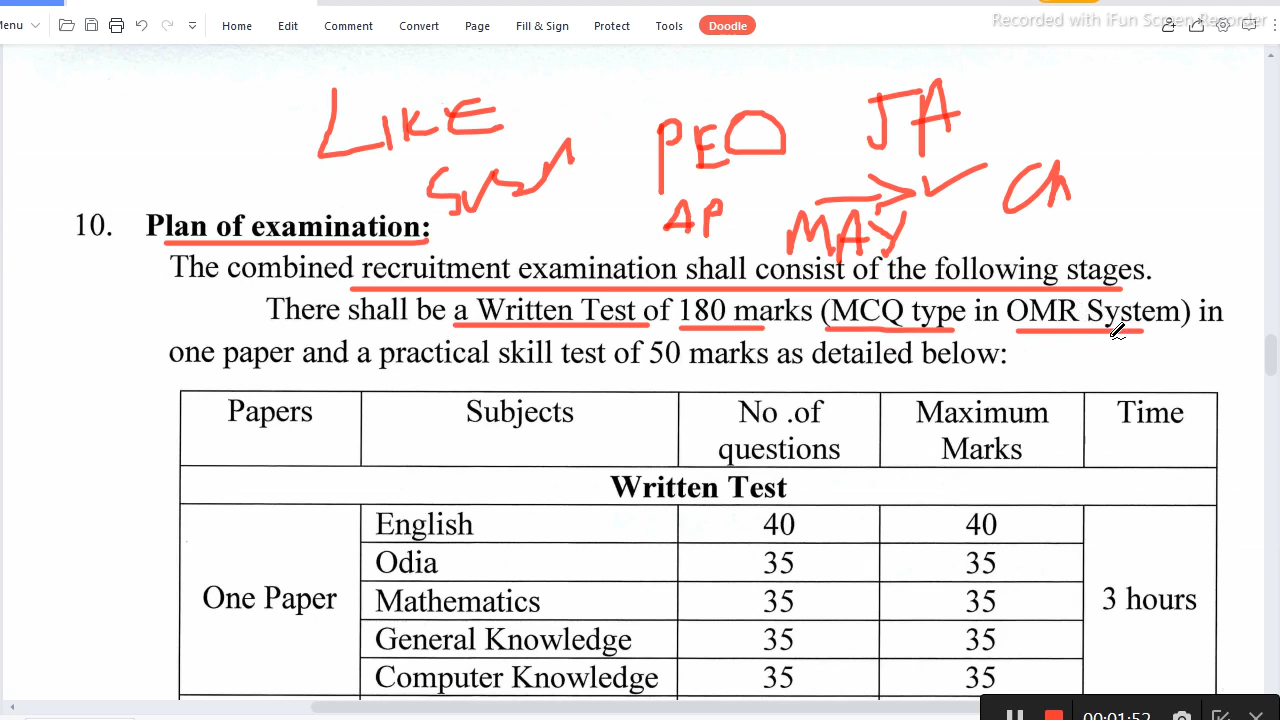 Menu Home Edit Comment Convert Page Fill & Sign Protect Tools Doodle
Recorded with iFun Screen Recorder
LIKE PEO JA
AP MAY Ch
10. Plan of examination:
The combined recruitment examination shall consist of the following stages.
There shall be a Written Test of 180 marks (MCQ type in OMR System) in
one paper and a practical skill test of 50 marks as detailed below:
Papers Subjects No .of questions Maximum Marks Time
Written Test
One Paper English 40 40 3 hours
Odia 35 35
Mathematics 35 35
General Knowledge 35 35
Computer Knowledge 35 35
00:01:52